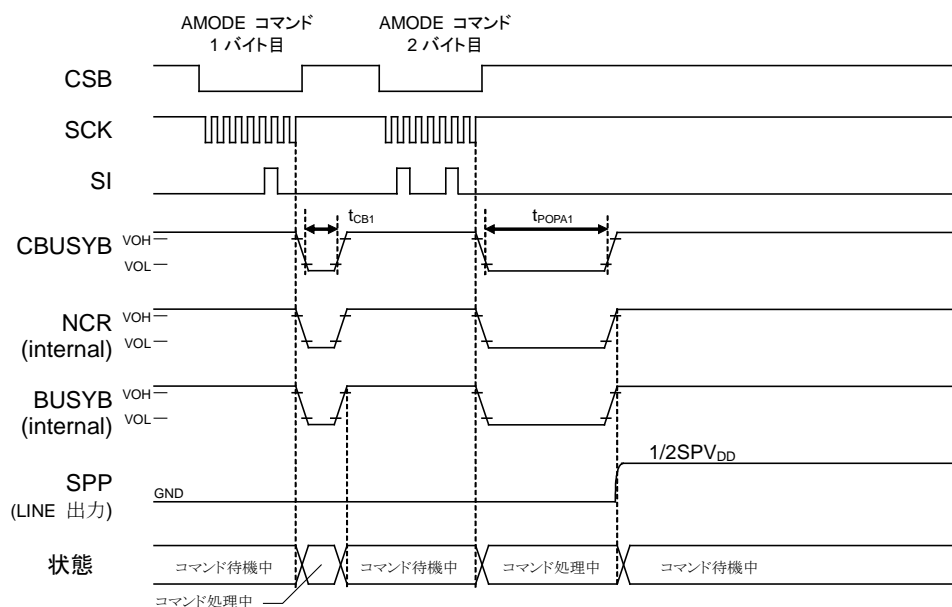 AMODE コマンド
1 バイト目
AMODE コマンド
2 バイト目
CSB
SCK
SI
tCB1
tPOPA1
CBUSYB
VOH
VOL
NCR
(internal)
VOH
VOL
BUSYB
(internal)
VOH
VOL
1/2SPVDD
SPP
(LINE 出力)
GND
状態
コマンド待機中
コマンド待機中
コマンド処理中
コマンド待機中
コマンド処理中